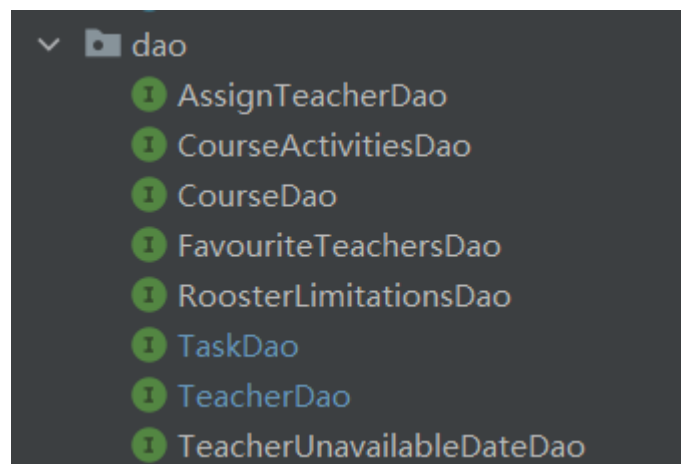 dao
I AssignTeacherDao
I CourseActivitiesDao
I CourseDao
I FavouriteTeachersDao
I RoosterLimitationsDao
I TaskDao
I TeacherDao
I TeacherUnavailableDateDao